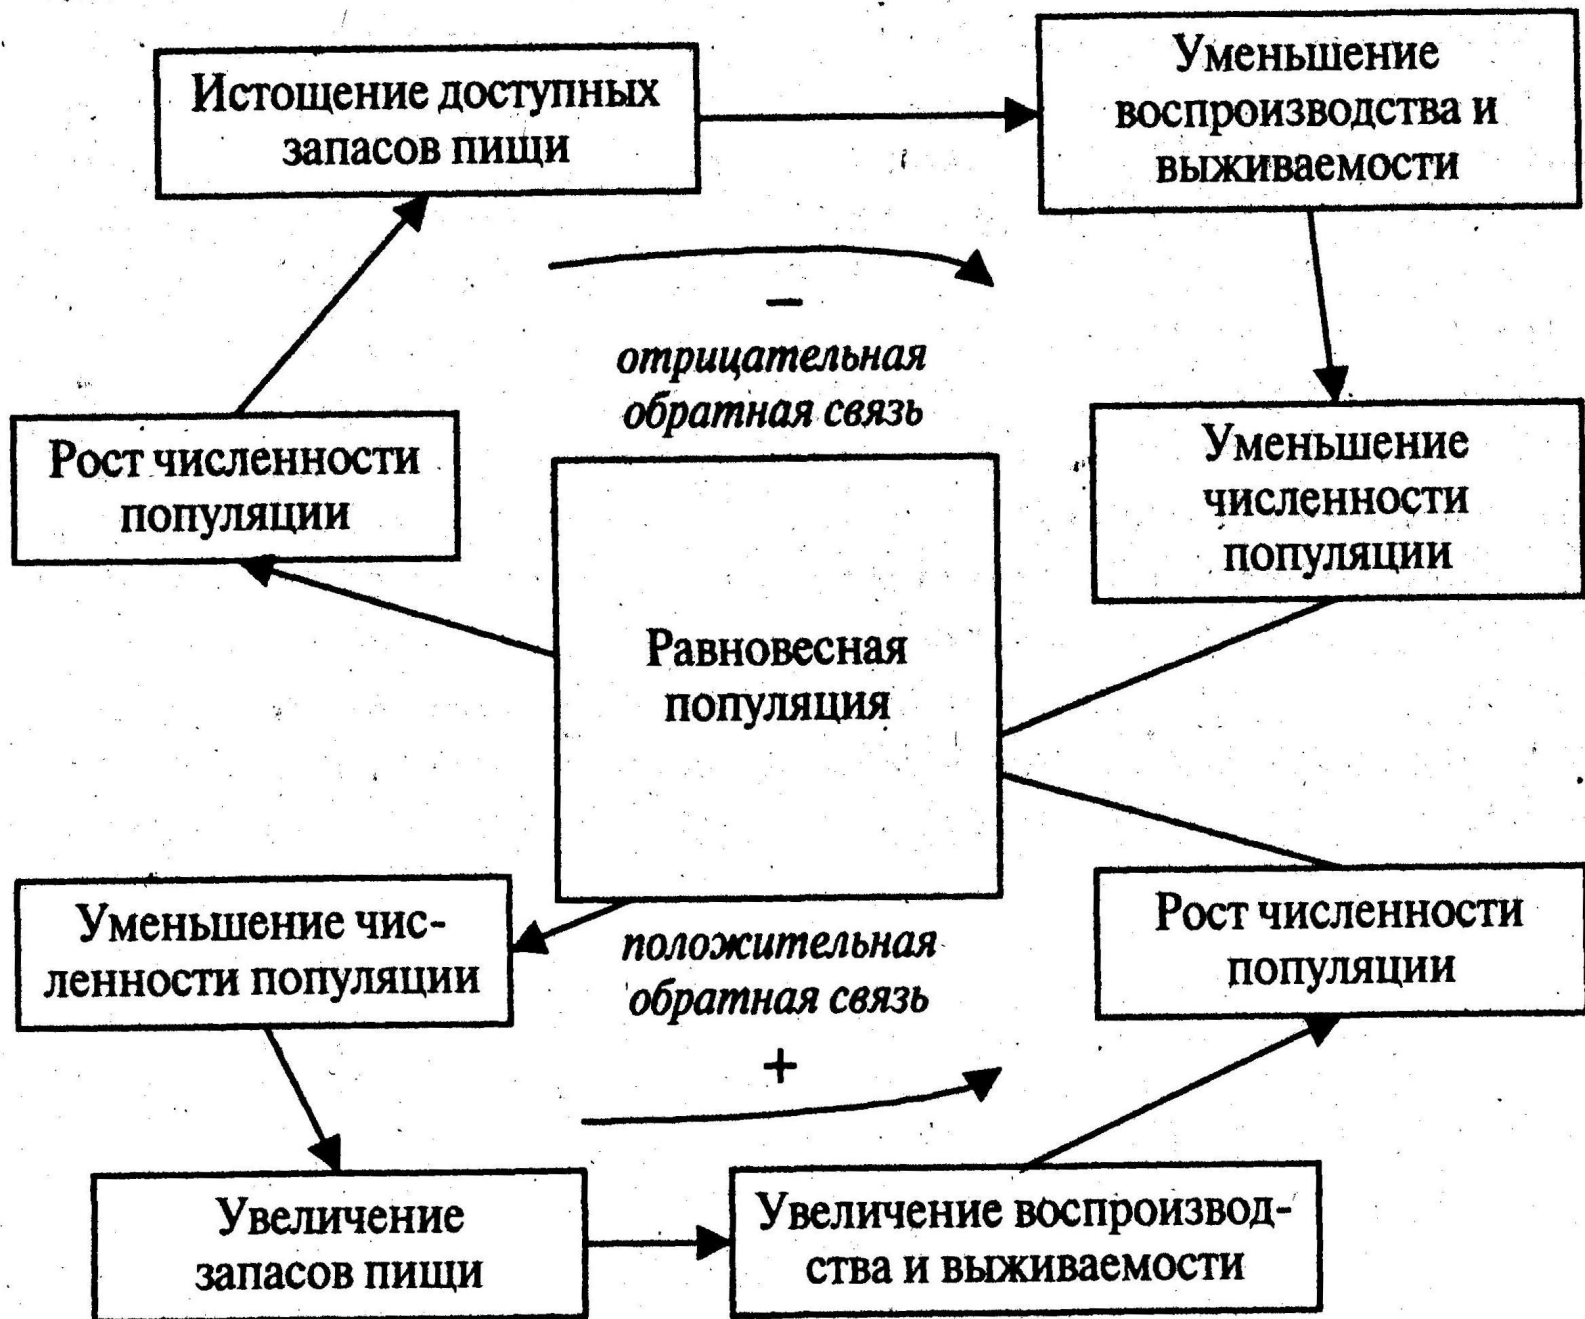 Истощение доступных
запасов пищи
Уменьшение
воспроизводства и
выживаемости
–
отрицательная
обратная связь
Рост численности
популяции
Уменьшение
численности
популяции
Равновесная
популяция
Уменьшение чис-
ленности популяции
положительная
обратная связь
+
Рост численности
популяции
Увеличение
запасов пищи
Увеличение воспроизвод-
ства и выживаемости